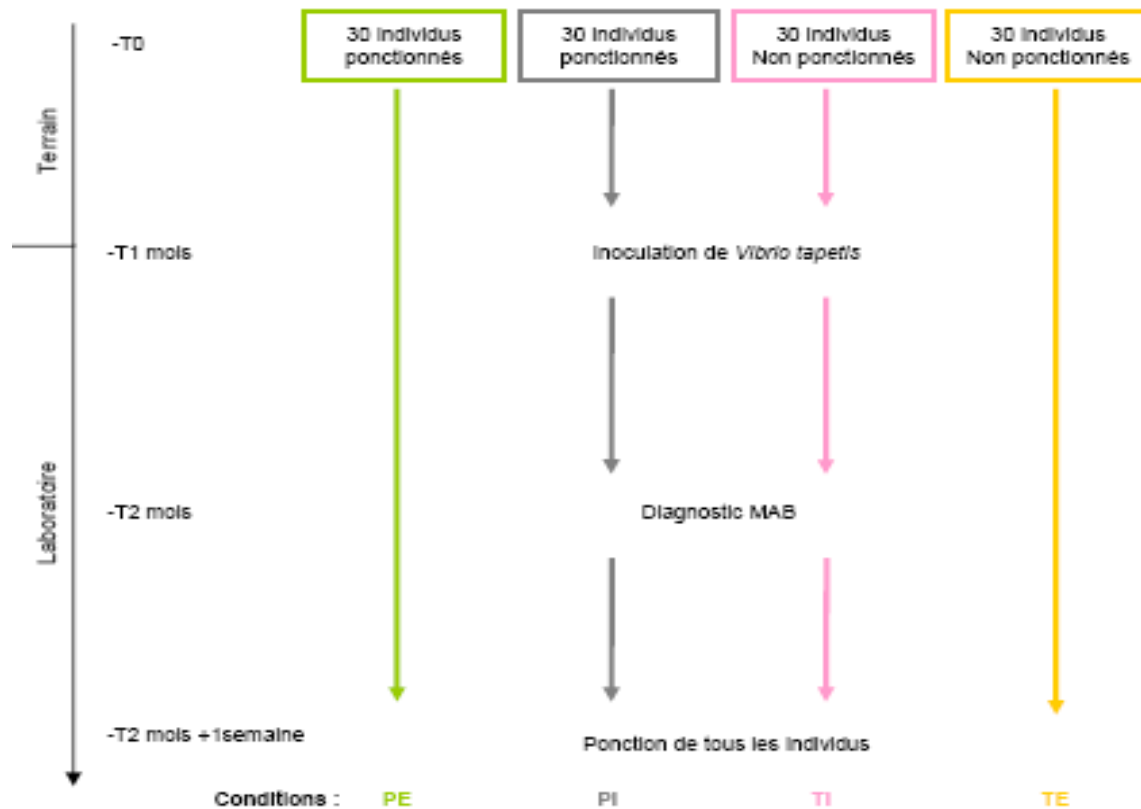 -T0
30 Individus
ponctionnés
30 Individus
ponctionnés
30 Individus
Non ponctionnés
30 Individus
Non ponctionnés
Terrain
-T1 mois
Inoculation de Vibrio tapetis
Laboratoire
-T2 mois
Diagnostic MAB
-T2 mois +1semaine
Ponction de tous les individus
Conditions : PE PI TI TE